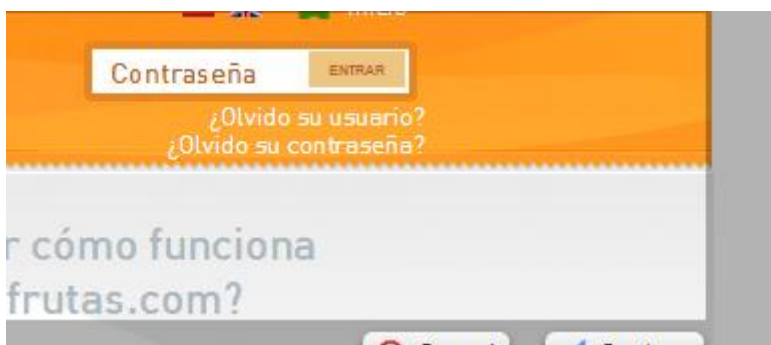 Contraseña ENTRAR
¿Olvido su usuario?
¿Olvido su contraseña?
r cómo funciona
frutas.com?